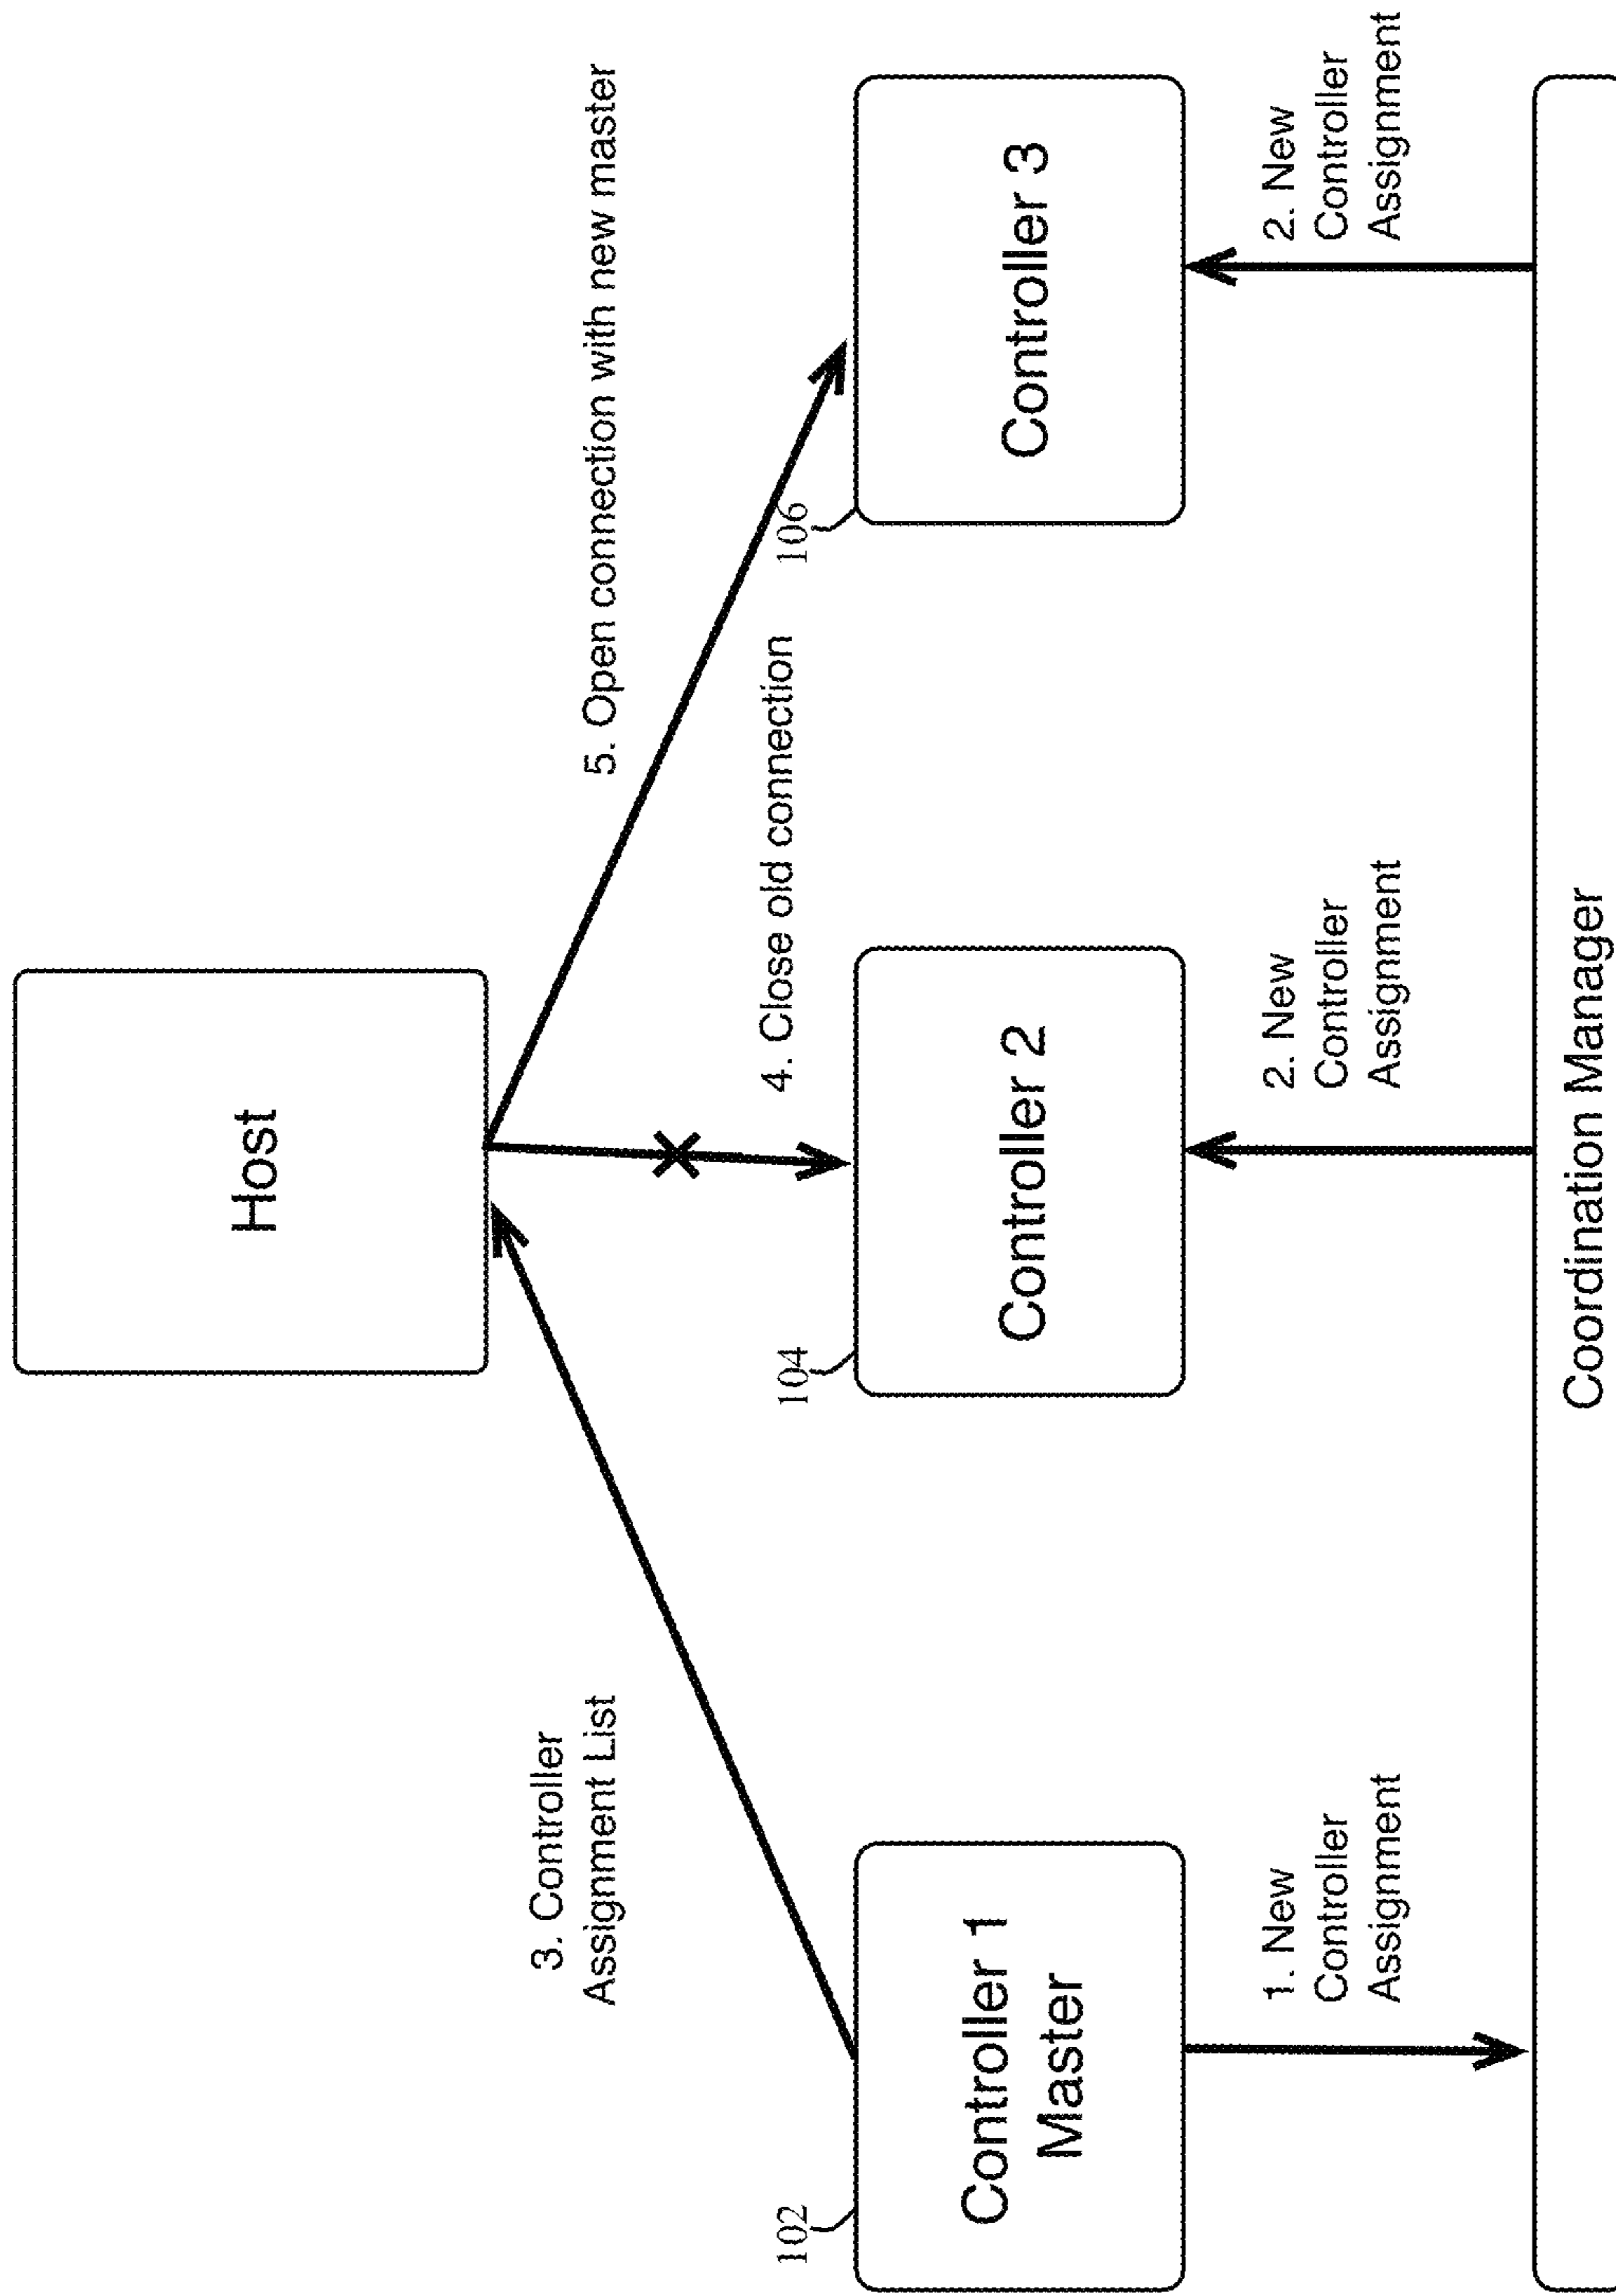 Host
3. Controller
Assignment List
5. Open connection with new master
4. Close old connection
102
104
106
Controller 1
Master
Controller 2
Controller 3
1. New
Controller
Assignment
2. New
Controller
Assignment
2. New
Controller
Assignment
Coordination Manager